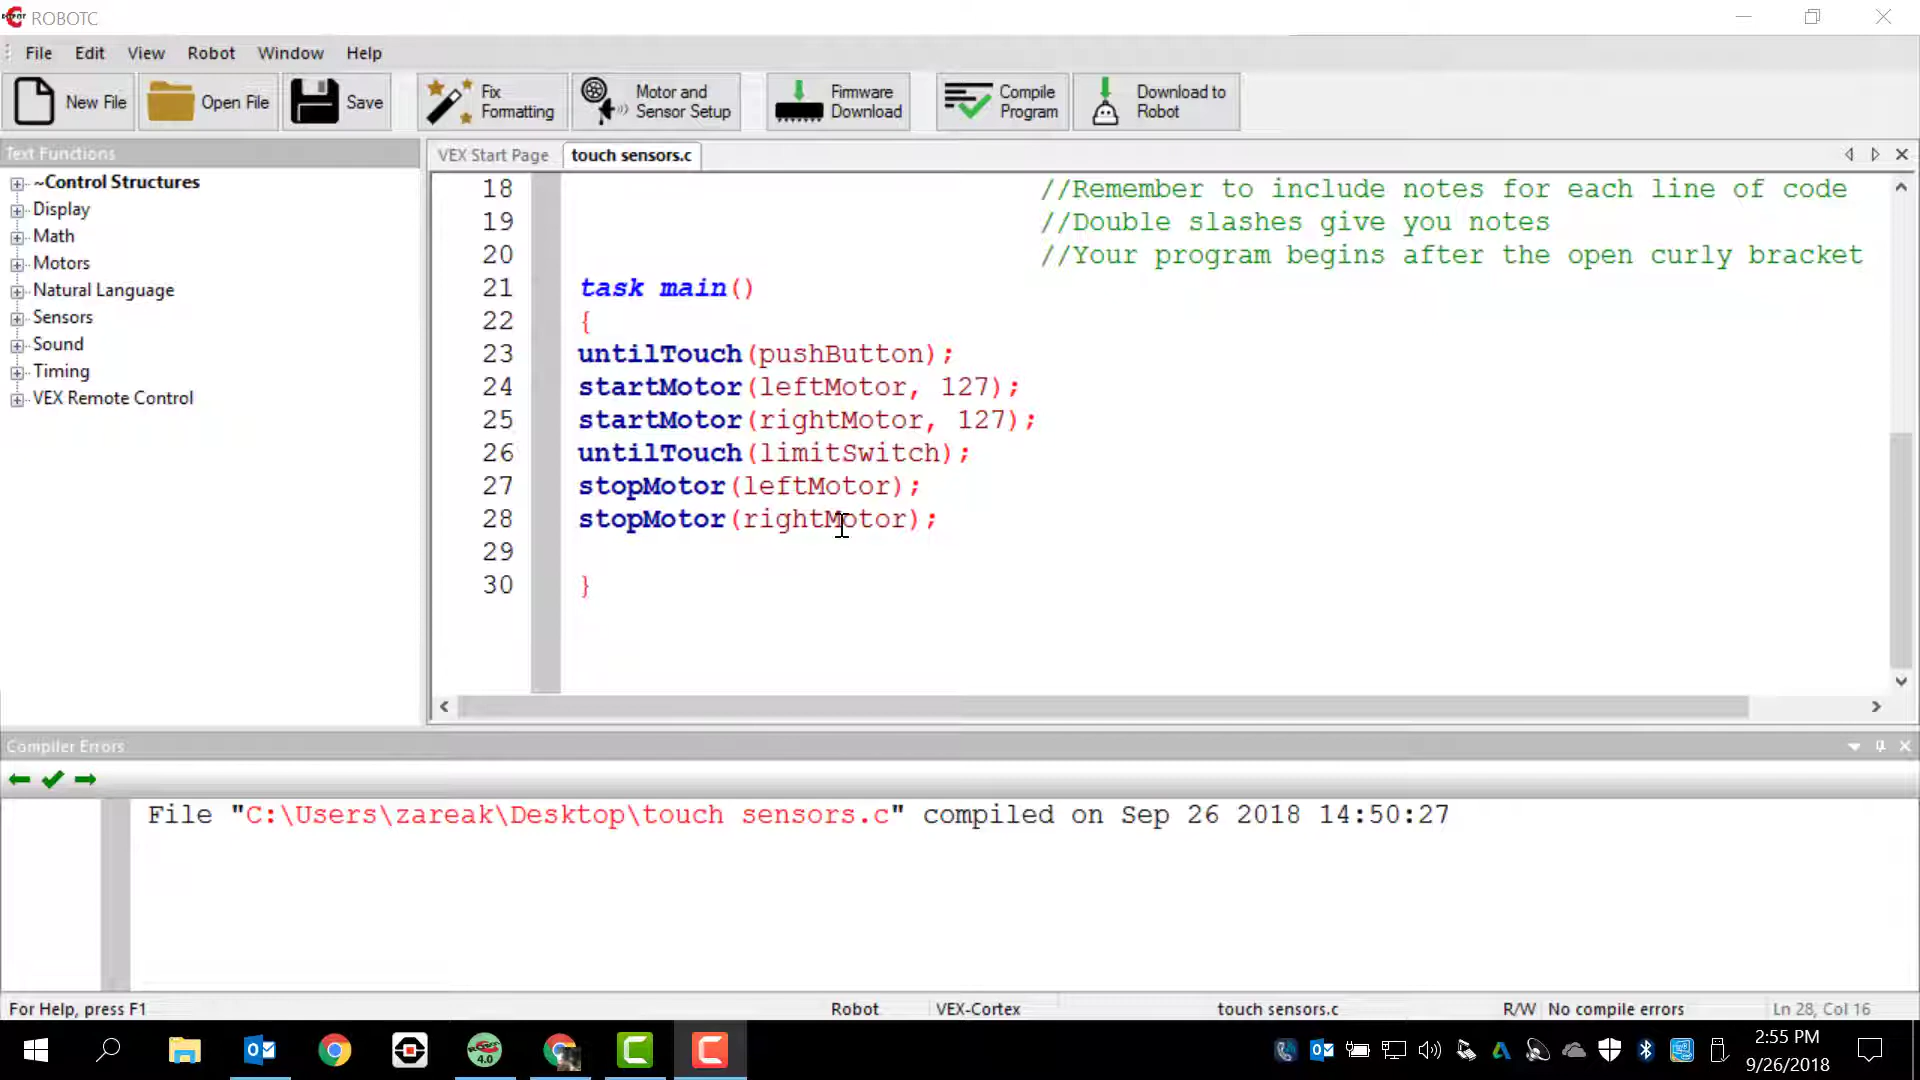 ROBOTC
File Edit View Robot Window Help
New File Open File Save Fix Formatting Motor and Sensor Setup Firmware Download Compile Program Download to Robot
Text Functions
VEX Start Page touch sensors.c
~Control Structures
Display
Math
Motors
Natural Language
Sensors
Sound
Timing
VEX Remote Control
18 //Remember to include notes for each line of code
19 //Double slashes give you notes
20 //Your program begins after the open curly bracket
21 task main()
22 {
23 untilTouch(pushButton);
24 startMotor(leftMotor, 127);
25 startMotor(rightMotor, 127);
26 untilTouch(limitSwitch);
27 stopMotor(leftMotor);
28 stopMotor(rightMotor);
29
30 }
Compiler Errors
File "C:\Users\zareak\Desktop\touch sensors.c" compiled on Sep 26 2018 14:50:27
For Help, press F1 Robot VEX-Cortex touch sensors.c R/W No compile errors Ln 28, Col 16
4.0
2:55 PM
9/26/2018